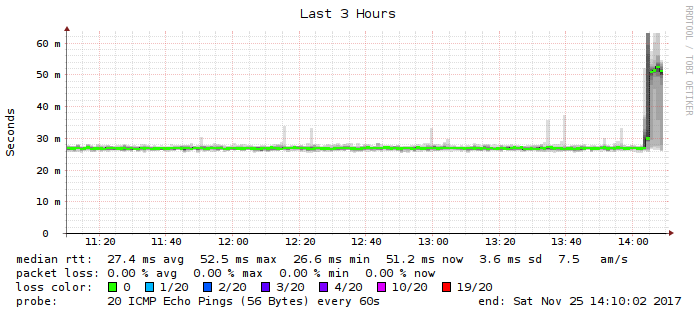 Last 3 Hours
RRDTOOL / TOBI OETIKER
Seconds
60 m
50 m
40 m
30 m
20 m
10 m
0
11:20 11:40 12:00 12:20 12:40 13:00 13:20 13:40 14:00
median rtt: 27.4 ms avg 52.5 ms max 26.6 ms min 51.2 ms now 3.6 ms sd 7.5 am/s
packet loss: 0.00 % avg 0.00 % max 0.00 % min 0.00 % now
loss color: 0 1/20 2/20 3/20 4/20 10/20 19/20
probe: 20 ICMP Echo Pings (56 Bytes) every 60s end: Sat Nov 25 14:10:02 2017